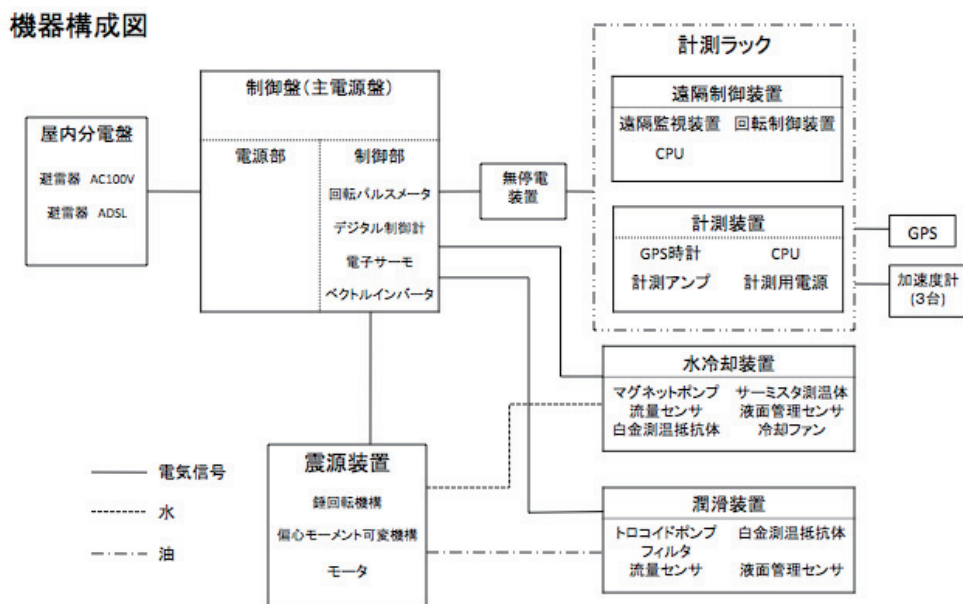 機器構成図
屋内分電盤
避雷器 AC100V
避雷器 ADSL
制御盤(主電源盤)
電源部
制御部
回転パルスメータ
デジタル制御計
電子サーモ
ベクトルインバータ
無停電
装置
計測ラック
遠隔制御装置
遠隔監視装置 回転制御装置
CPU
計測装置
GPS時計 CPU
計測アンプ 計測用電源
GPS
加速度計
(3台)
水冷却装置
マグネットポンプ サーミスタ測温体
流量センサ 液面管理センサ
白金測温抵抗体 冷却ファン
震源装置
錘回転機構
偏心モーメント可変機構
モータ
潤滑装置
トロコイドポンプ 白金測温抵抗体
フィルタ
流量センサ 液面管理センサ
電気信号
水
油